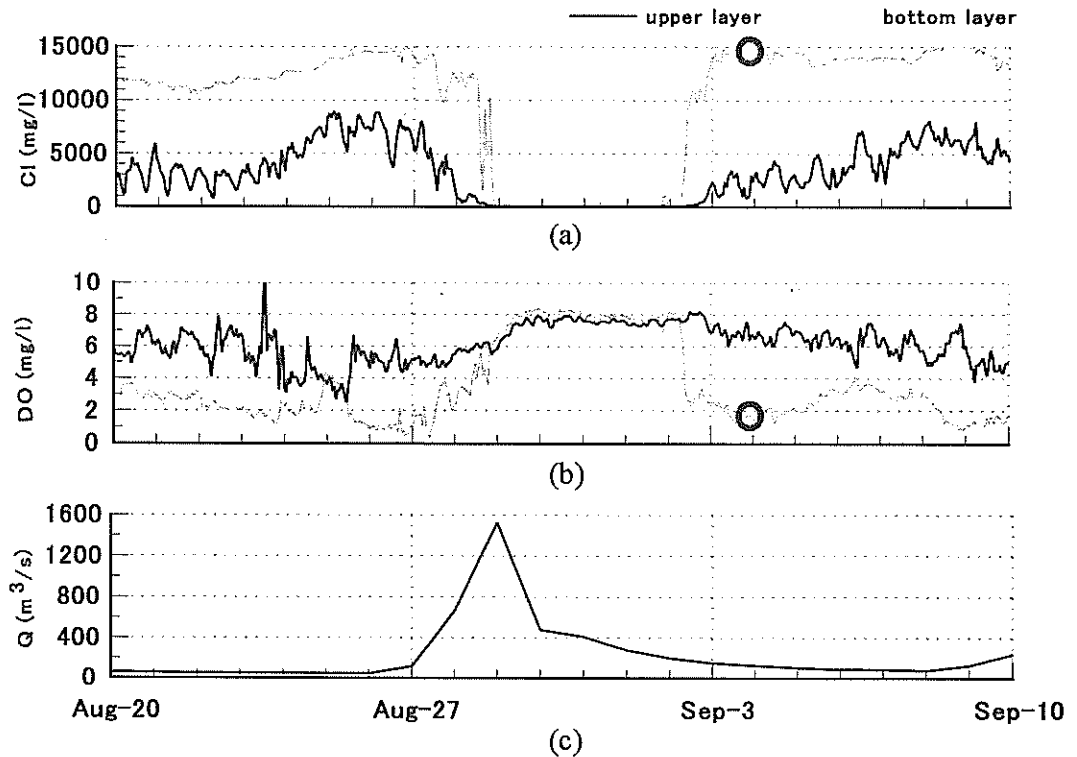 upper layer bottom layer
15000
10000
5000
0
Cl (mg/l)
(a)
10
8
6
4
2
0
DO (mg/l)
(b)
1600
1200
800
400
0
Q (m³/s)
Aug-20 Aug-27 Sep-3 Sep-10
(c)